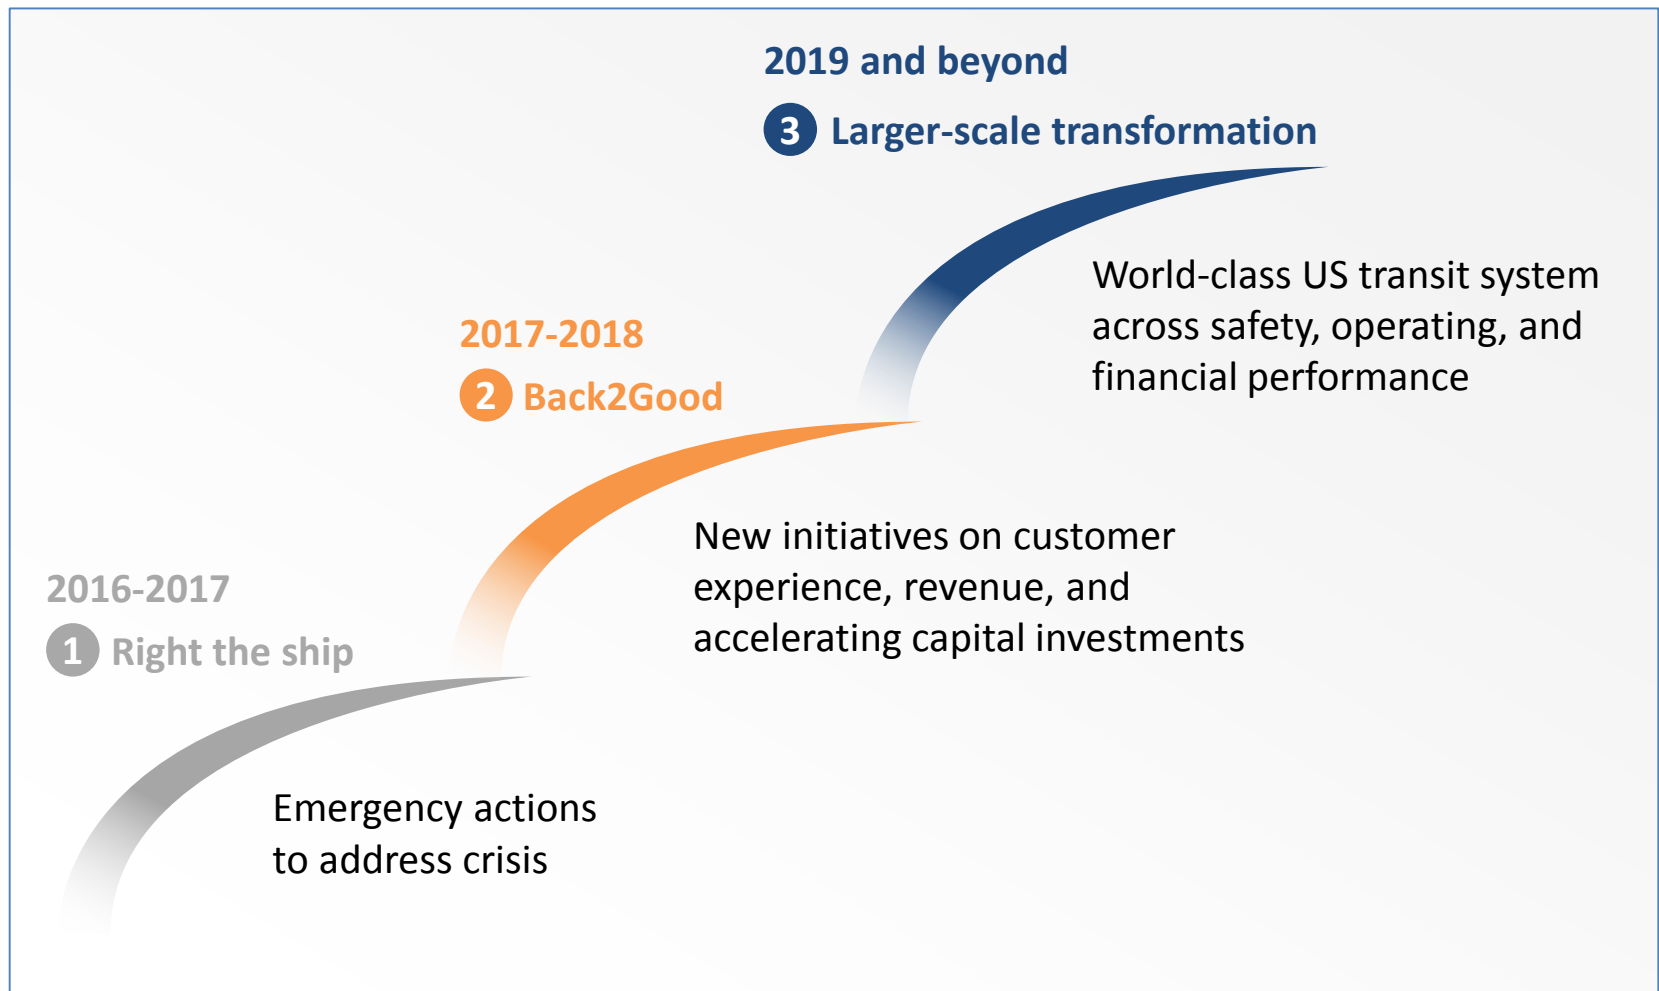 2019 and beyond
3 Larger-scale transformation
World-class US transit system
across safety, operating, and
financial performance
2017-2018
2 Back2Good
New initiatives on customer
experience, revenue, and
accelerating capital investments
2016-2017
1 Right the ship
Emergency actions
to address crisis